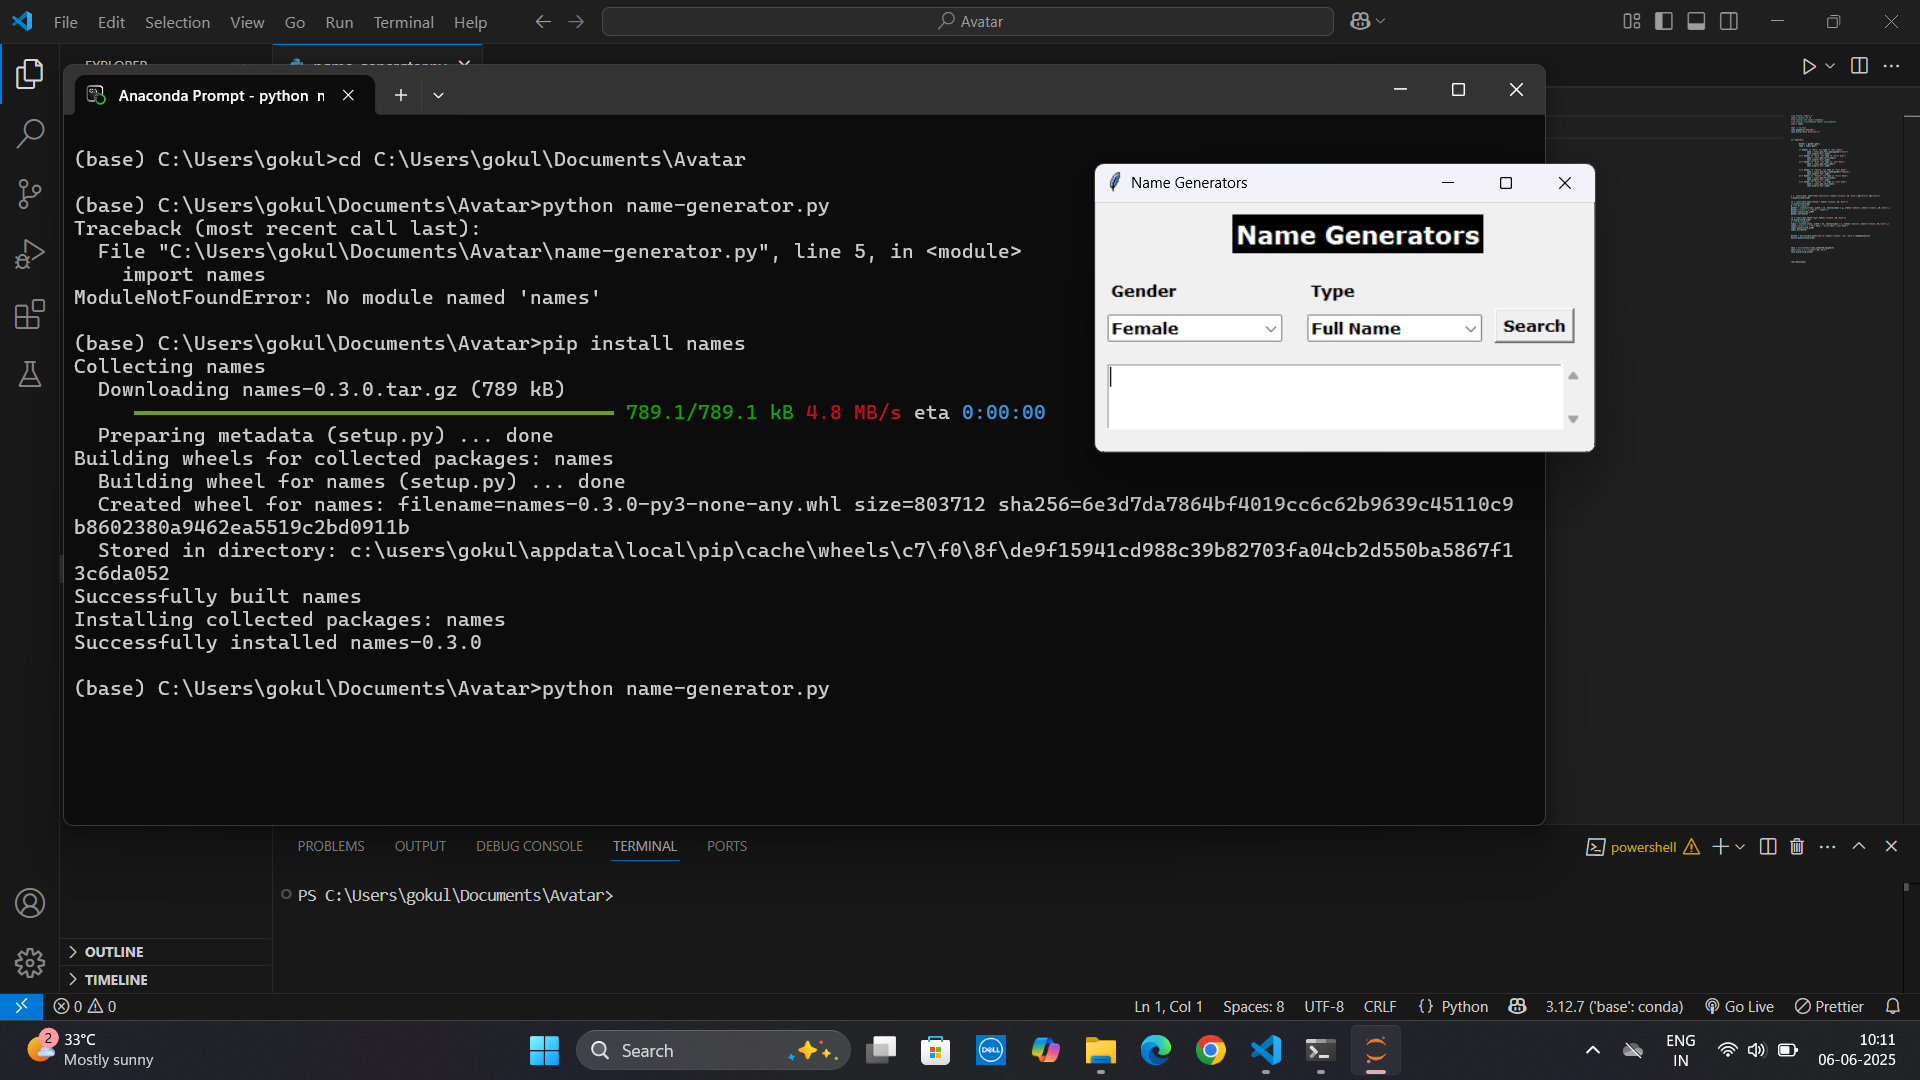 File Edit Selection View Go Run Terminal Help
Avatar
Anaconda Prompt - python n
(base) C:\Users\gokul>cd C:\Users\gokul\Documents\Avatar
(base) C:\Users\gokul\Documents\Avatar>python name-generator.py
Traceback (most recent call last):
File "C:\Users\gokul\Documents\Avatar\name-generator.py", line 5, in <module>
import names
ModuleNotFoundError: No module named 'names'
(base) C:\Users\gokul\Documents\Avatar>pip install names
Collecting names
Downloading names-0.3.0.tar.gz (789 kB)
789.1/789.1 kB 4.8 MB/s eta 0:00:00
Preparing metadata (setup.py) ... done
Building wheels for collected packages: names
Building wheel for names (setup.py) ... done
Created wheel for names: filename=names-0.3.0-py3-none-any.whl size=803712 sha256=6e3d7da7864bf4019cc6c62b9639c45110c9
b8602380a9462ea5519c2bd0911b
Stored in directory: c:\users\gokul\appdata\local\pip\cache\wheels\c7\f0\8f\de9f15941cd988c39b82703fa04cb2d550ba5867f1
3c6da052
Successfully built names
Installing collected packages: names
Successfully installed names-0.3.0
(base) C:\Users\gokul\Documents\Avatar>python name-generator.py
Name Generators
Name Generators
Gender Type
Female Full Name Search
PROBLEMS OUTPUT DEBUG CONSOLE TERMINAL PORTS
powershell
PS C:\Users\gokul\Documents\Avatar>
OUTLINE
TIMELINE
0 0
Ln 1, Col 1 Spaces: 8 UTF-8 CRLF {} Python 3.12.7 ('base': conda) Go Live Prettier
2
33°C
Mostly sunny
Search
DELL
ENG
IN
10:11
06-06-2025